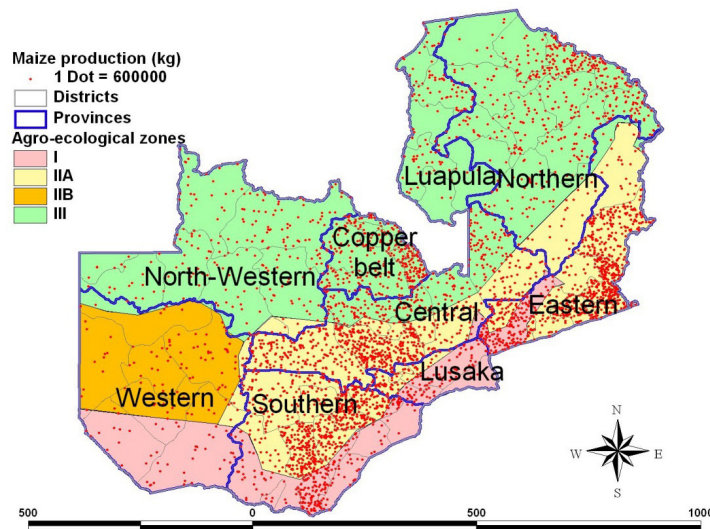 Maize production (kg)
1 Dot = 600000
Districts
Provinces
Agro-ecological zones
I
IIA
IIB
III
Luapula
Northern
Copper
belt
North-Western
Central
Eastern
Lusaka
Western
Southern
N
W E
S
500 0 500 1000